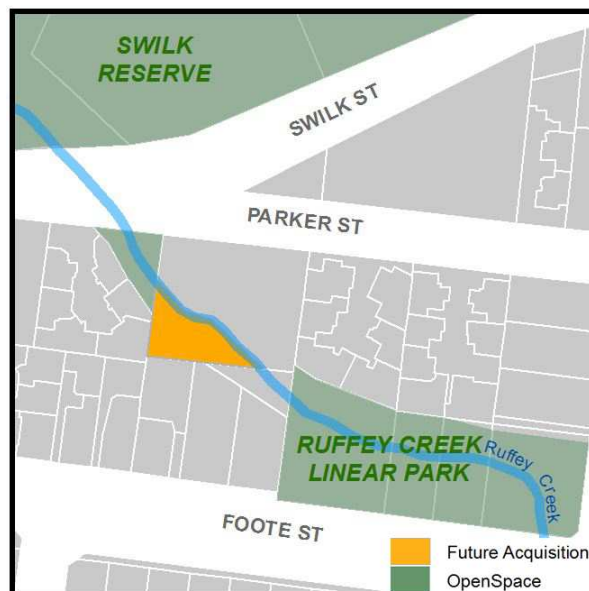 SWILK
RESERVE
SWILK ST
PARKER ST
RUFFEY CREEK
LINEAR PARK
Ruffey Creek
FOOTE ST
Future Acquisition
OpenSpace